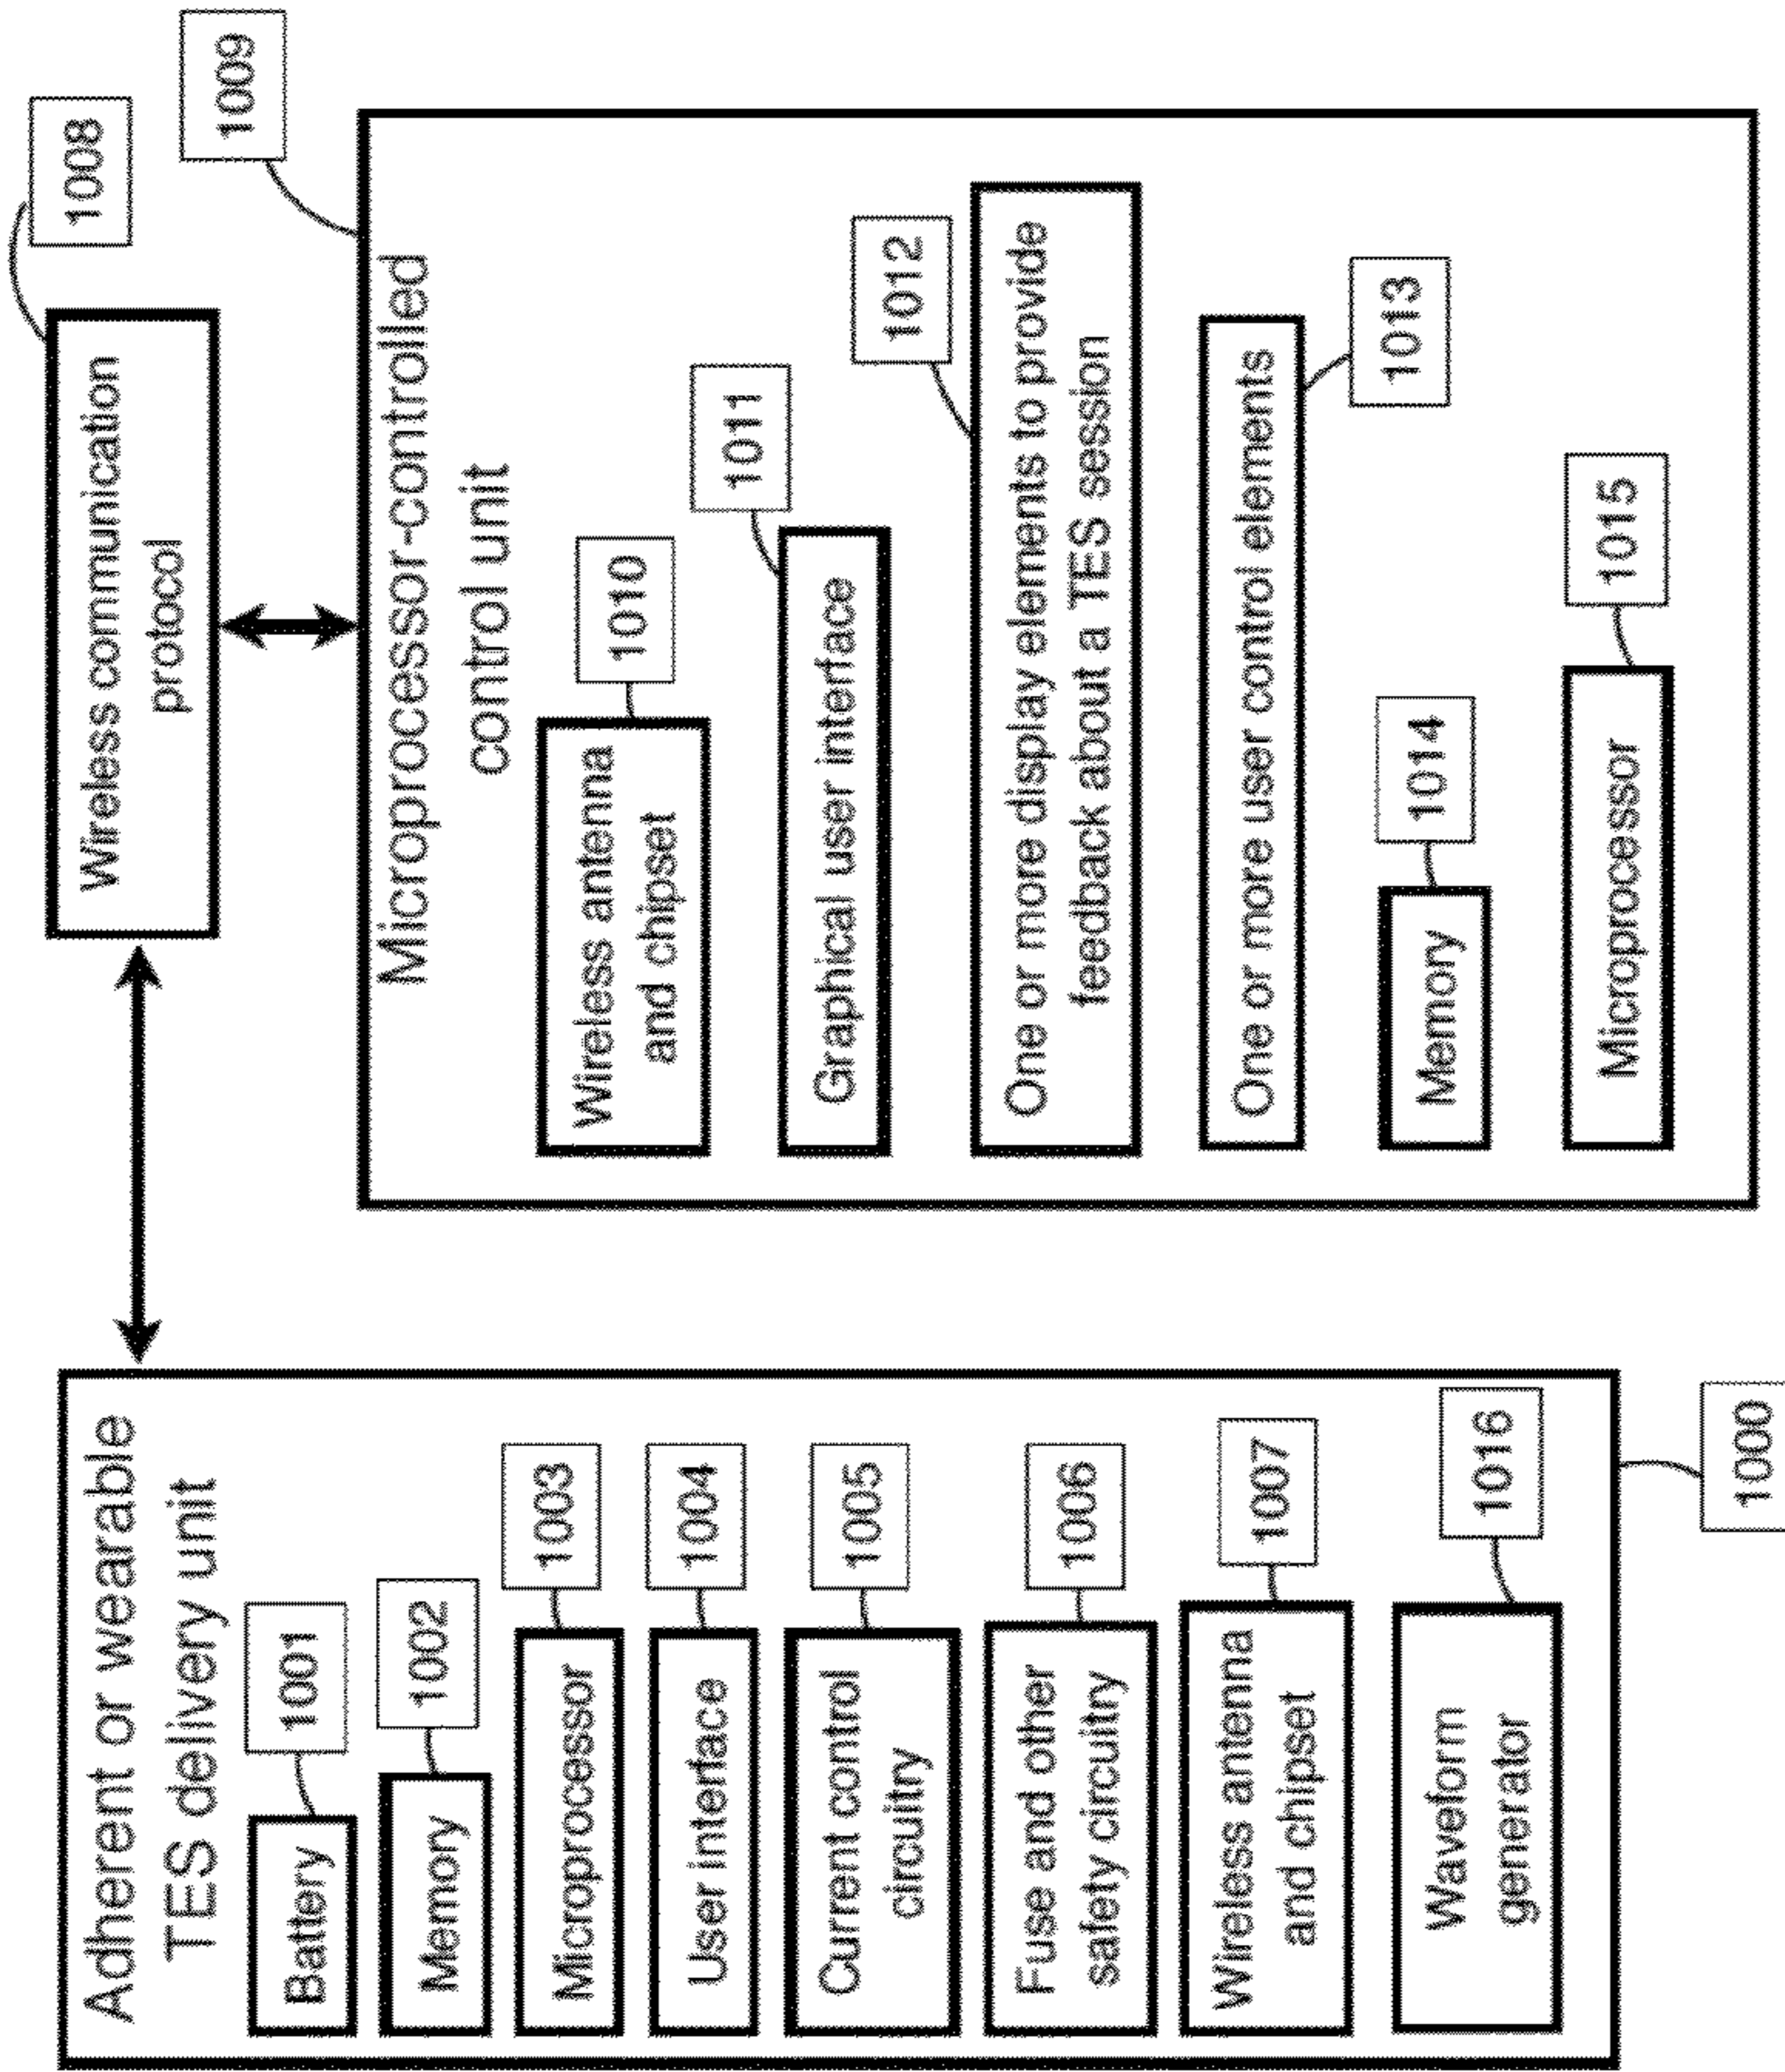 Adherent or wearable
TES delivery unit
Battery
1001
Memory
1002
Microprocessor
1003
User interface
1004
Current control
circuitry
1005
Fuse and other
safety circuitry
1006
Wireless antenna
and chipset
1007
Waveform
generator
1016
1000
Wireless communication
protocol
1008
1009
Microprocessor-controlled
control unit
Wireless antenna
and chipset
1010
Graphical user interface
1011
One or more display elements to provide
feedback about a TES session
1012
One or more user control elements
1013
Memory
1014
Microprocessor
1015